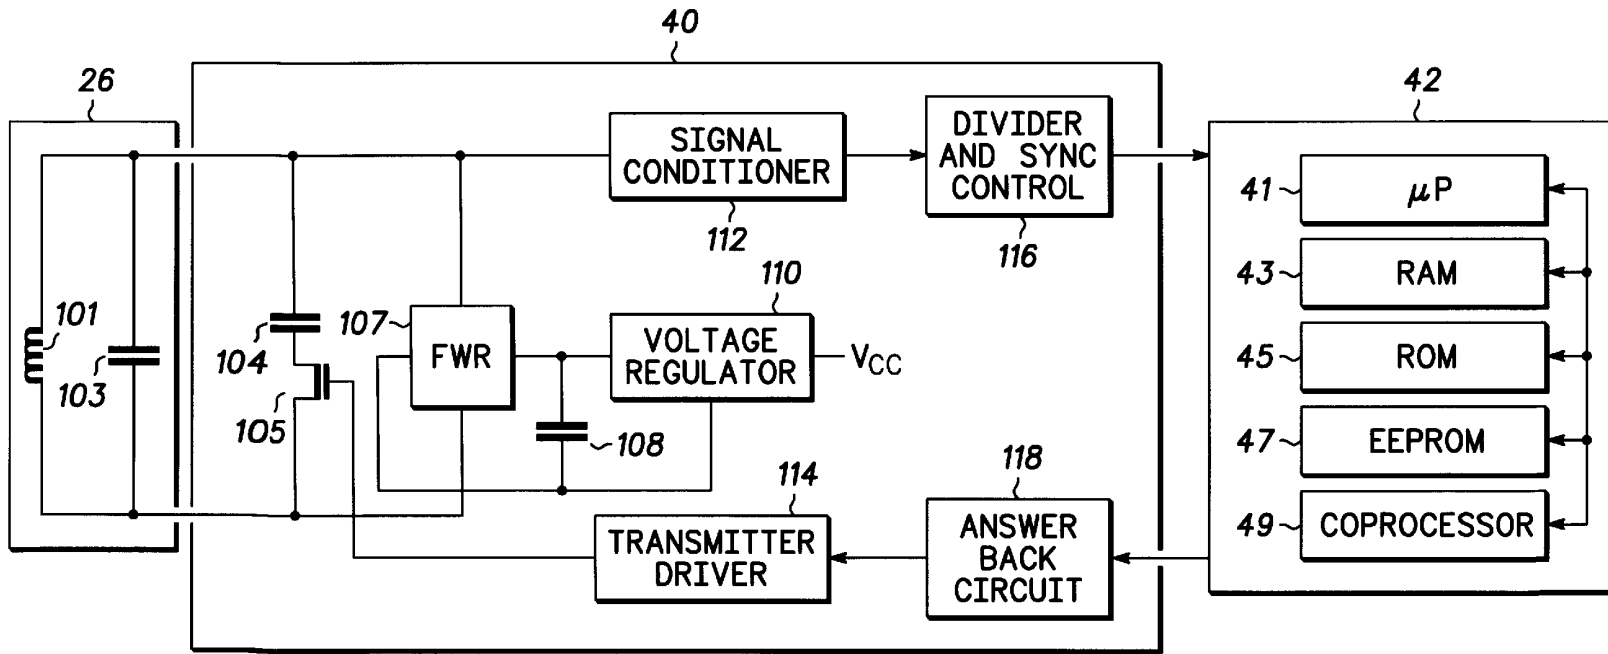 40
26
42
SIGNAL
CONDITIONER
112
DIVIDER
AND SYNC
CONTROL
116
41
μP
43
RAM
45
ROM
47
EEPROM
49
COPROCESSOR
101
103
104
105
107
FWR
108
110
VOLTAGE
REGULATOR
VCC
114
TRANSMITTER
DRIVER
118
ANSWER
BACK
CIRCUIT